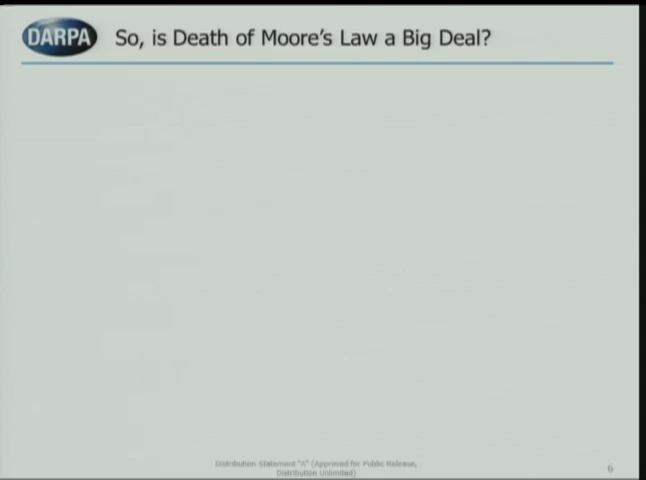 DARPA
So, is Death of Moore's Law a Big Deal?
Distribution Statement "A" (Approved for Public Release,
Distribution Unlimited)
6